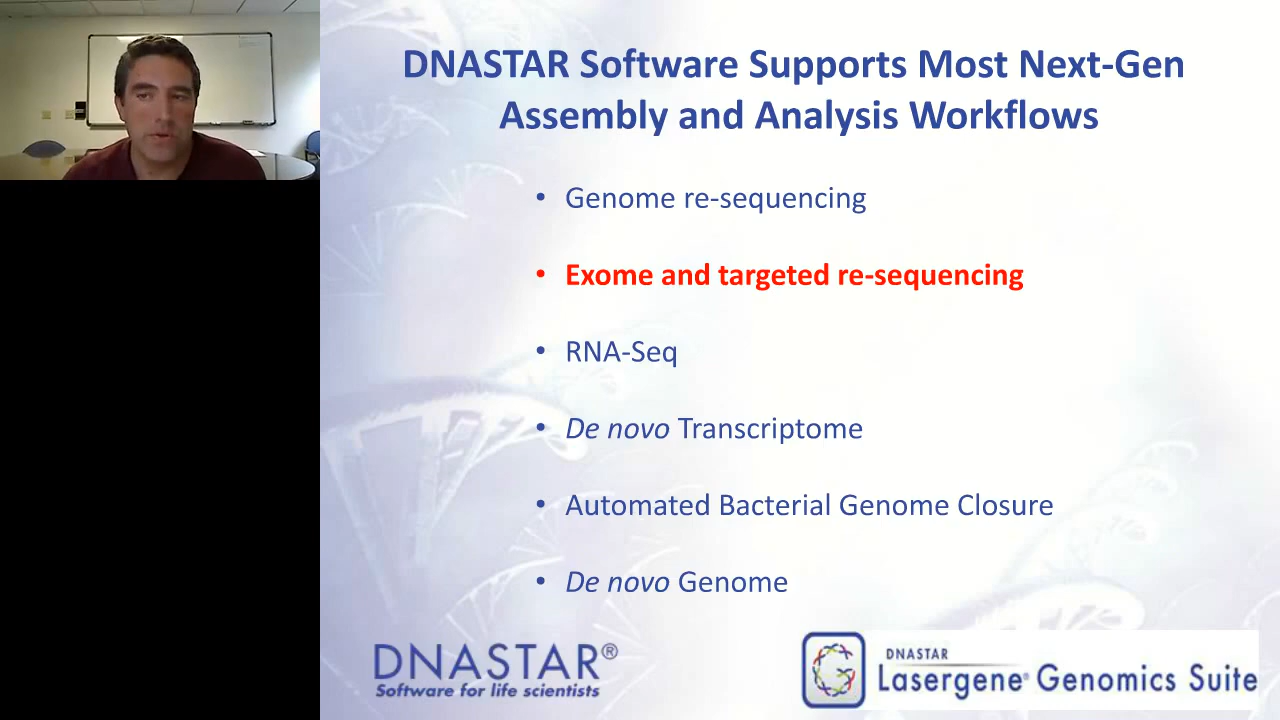 DNASTAR Software Supports Most Next-Gen
Assembly and Analysis Workflows
• Genome re-sequencing
• Exome and targeted re-sequencing
• RNA-Seq
• De novo Transcriptome
• Automated Bacterial Genome Closure
• De novo Genome
DNASTAR®
Software for life scientists
DNASTAR
Lasergene® Genomics Suite